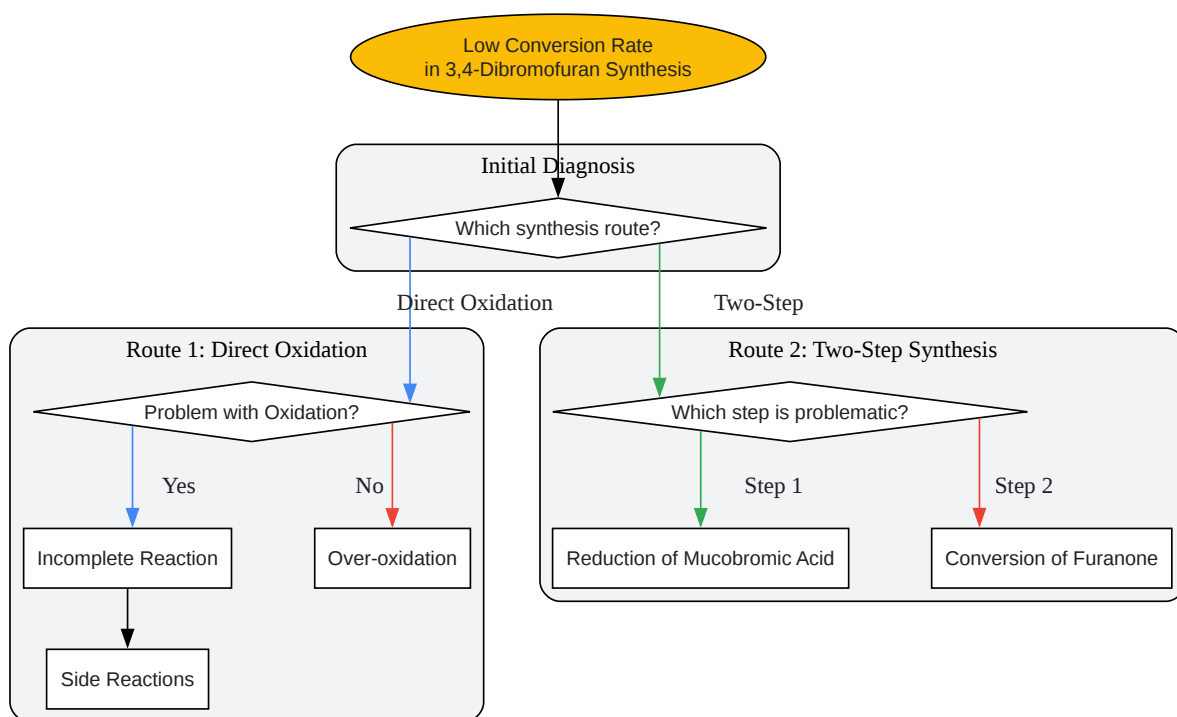 Low Conversion Rate
in 3,4-Dibromofuran Synthesis
Initial Diagnosis
Which synthesis route?
Direct Oxidation
Two-Step
Route 1: Direct Oxidation
Route 2: Two-Step Synthesis
Problem with Oxidation?
Which step is problematic?
Yes
No
Step 1
Step 2
Incomplete Reaction
Over-oxidation
Reduction of Mucobromic Acid
Conversion of Furanone
Side Reactions